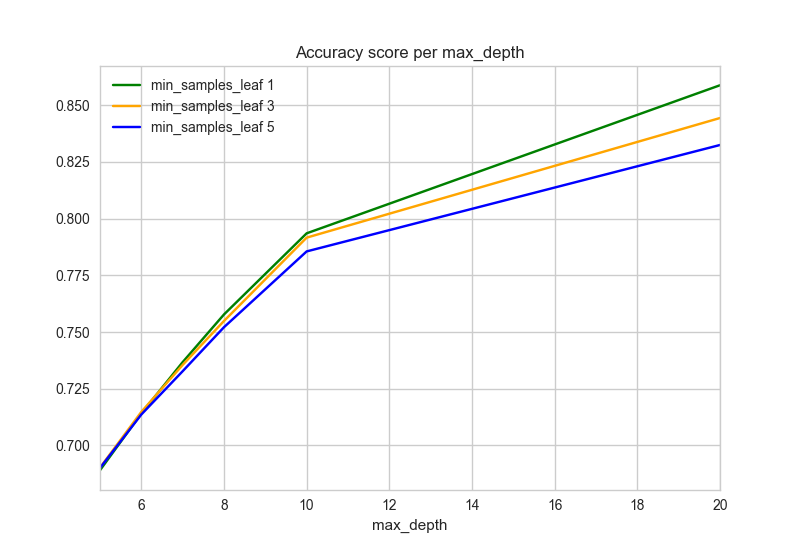 Accuracy score per max_depth
min_samples_leaf 1
min_samples_leaf 3
min_samples_leaf 5
0.850
0.825
0.800
0.775
0.750
0.725
0.700
6 8 10 12 14 16 18 20
max_depth